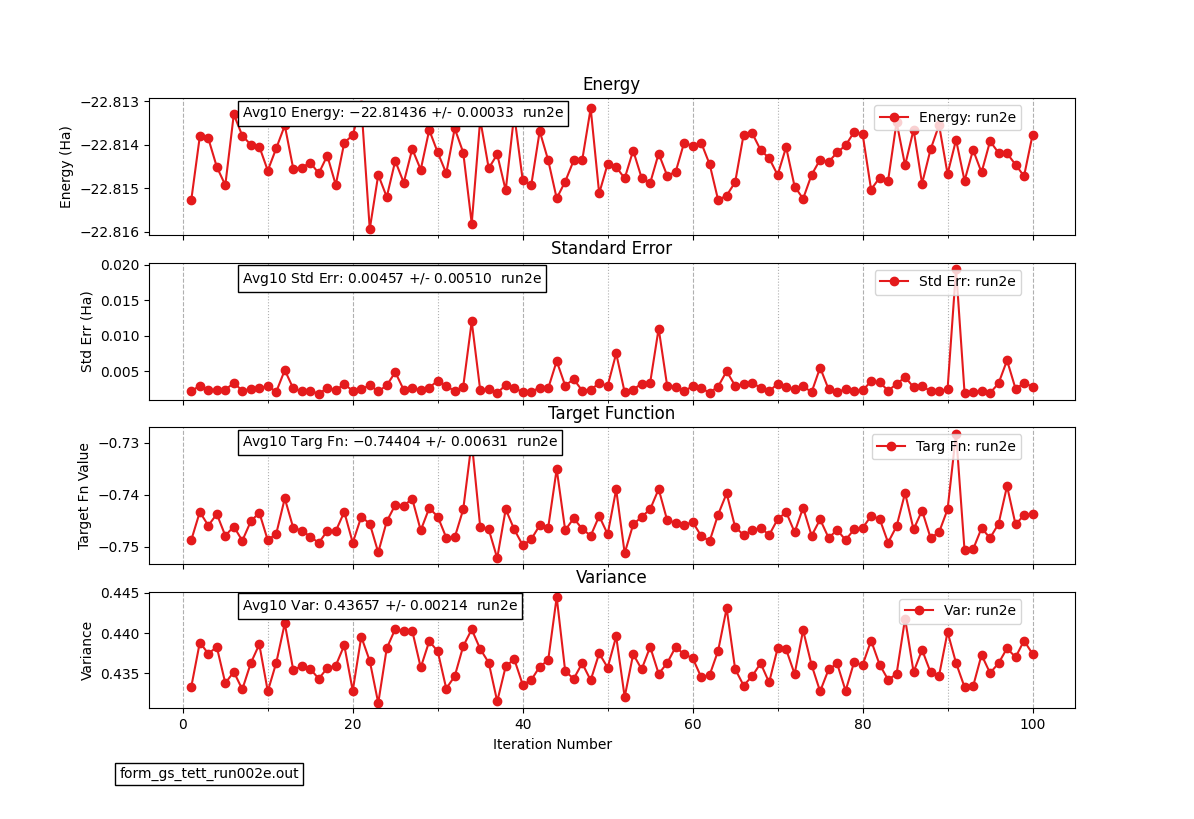 Energy
Energy (Ha)
−22.813
−22.814
−22.815
−22.816
Avg10 Energy: −22.81436 +/- 0.00033  run2e
Energy: run2e
Standard Error
Std Err (Ha)
0.020
0.015
0.010
0.005
Avg10 Std Err: 0.00457 +/- 0.00510  run2e
Std Err: run2e
Target Function
Target Fn Value
−0.73
−0.74
−0.75
Avg10 Targ Fn: −0.74404 +/- 0.00631  run2e
Targ Fn: run2e
Variance
Variance
0.445
0.440
0.435
Avg10 Var: 0.43657 +/- 0.00214  run2e
Var: run2e
0 20 40 60 80 100
Iteration Number
form_gs_tett_run002e.out